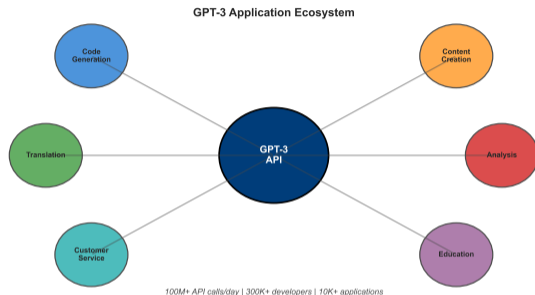 GPT-3 Application Ecosystem
Code
Generation
Content
Creation
Translation
GPT-3
API
Analysis
Customer
Service
Education
100M+ API calls/day | 300K+ developers | 10K+ applications